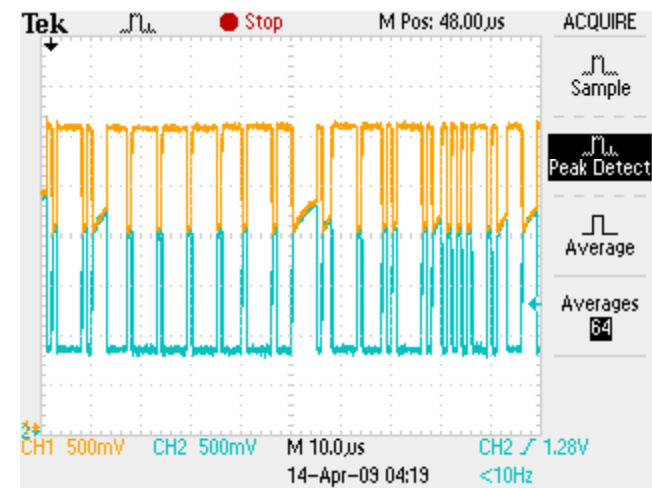 Tek Stop M Pos: 48.00µs ACQUIRE
Sample
Peak Detect
Average
Averages
64
2
CH1 500mV CH2 500mV M 10.0µs CH2 1.28V
14-Apr-09 04:19 <10Hz